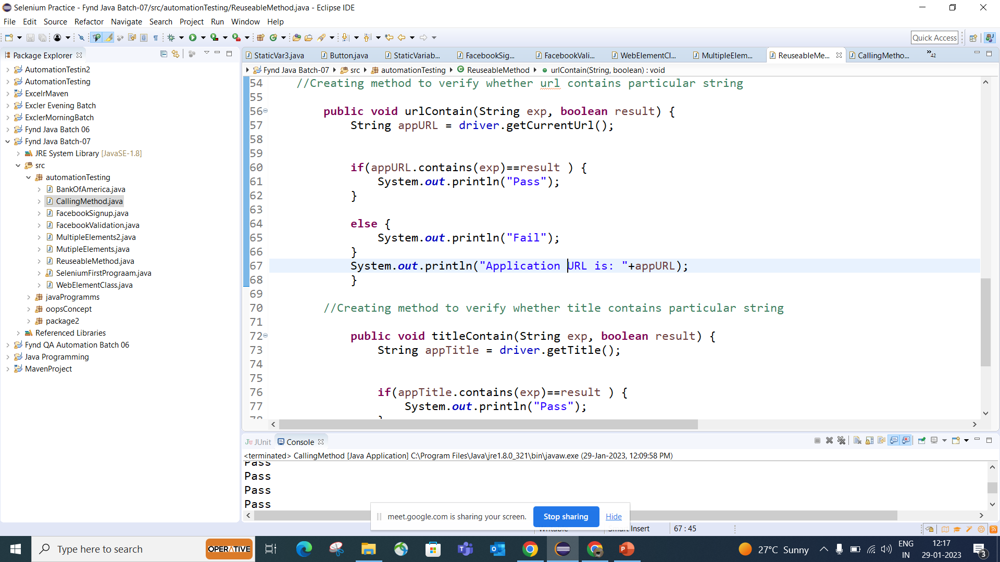 Selenium Practice - Fynd Java Batch-07/src/automationTesting/ReuseableMethod.java - Eclipse IDE
File Edit Source Refactor Navigate Search Project Run Window Help
Quick Access
Package Explorer
StaticVar3.java Button.java StaticVariab... FacebookSig... FacebookVali... WebElementCl... MultipleElem... ReuseableMe... CallingMetho... »42
Fynd Java Batch-07 src automationTesting ReuseableMethod urlContain(String, boolean) : void
AutomationTestin2
AutomationTesting
ExcelrMaven
Excler Evening Batch
ExclerMorningBatch
Fynd Java Batch 06
Fynd Java Batch-07
JRE System Library [JavaSE-1.8]
src
automationTesting
BankOfAmerica.java
CallingMethod.java
FacebookSignup.java
FacebookValidation.java
MultipleElements2.java
MutipleElements.java
ReuseableMethod.java
SeleniumFirstPrograam.java
WebElementClass.java
javaProgramms
oopsConcept
package2
Referenced Libraries
Fynd QA Automation Batch 06
Java Programming
MavenProject
54 //Creating method to verify whether url contains particular string
55
56 public void urlContain(String exp, boolean result) {
57 String appURL = driver.getCurrentUrl();
58
59
60 if(appURL.contains(exp)==result ) {
61 System.out.println("Pass");
62 }
63
64 else {
65 System.out.println("Fail");
66 }
67 System.out.println("Application URL is: "+appURL);
68 }
69
70 //Creating method to verify whether title contains particular string
71
72 public void titleContain(String exp, boolean result) {
73 String appTitle = driver.getTitle();
74
75
76 if(appTitle.contains(exp)==result ) {
77 System.out.println("Pass");
78 }
JUnit Console
<terminated> CallingMethod [Java Application] C:\Program Files\Java\jre1.8.0_321\bin\javaw.exe (29-Jan-2023, 12:09:58 PM)
Pass
Pass
Pass
Pass
meet.google.com is sharing your screen. Stop sharing Hide
Writable Smart Insert 67 : 45
Type here to search OPERATIVE
27°C Sunny ENG IN 12:17 29-01-2023 3